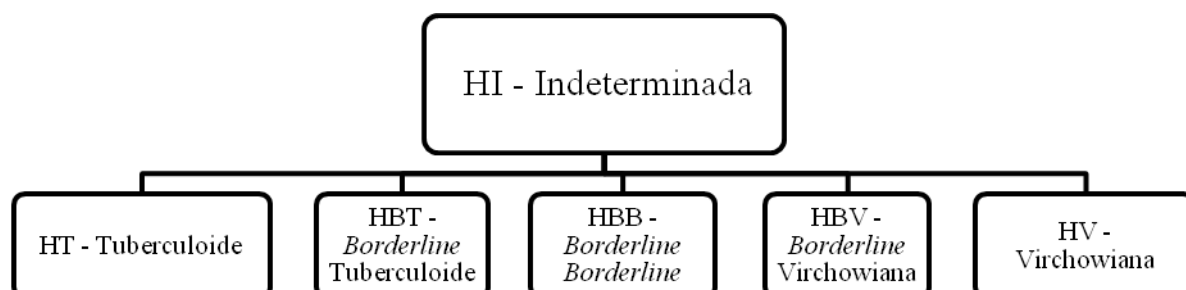 HI - Indeterminada
HT - Tuberculoide
HBT -
Borderline
Tuberculoide
HBB -
Borderline
Borderline
HBV -
Borderline
Virchowiana
HV -
Virchowiana